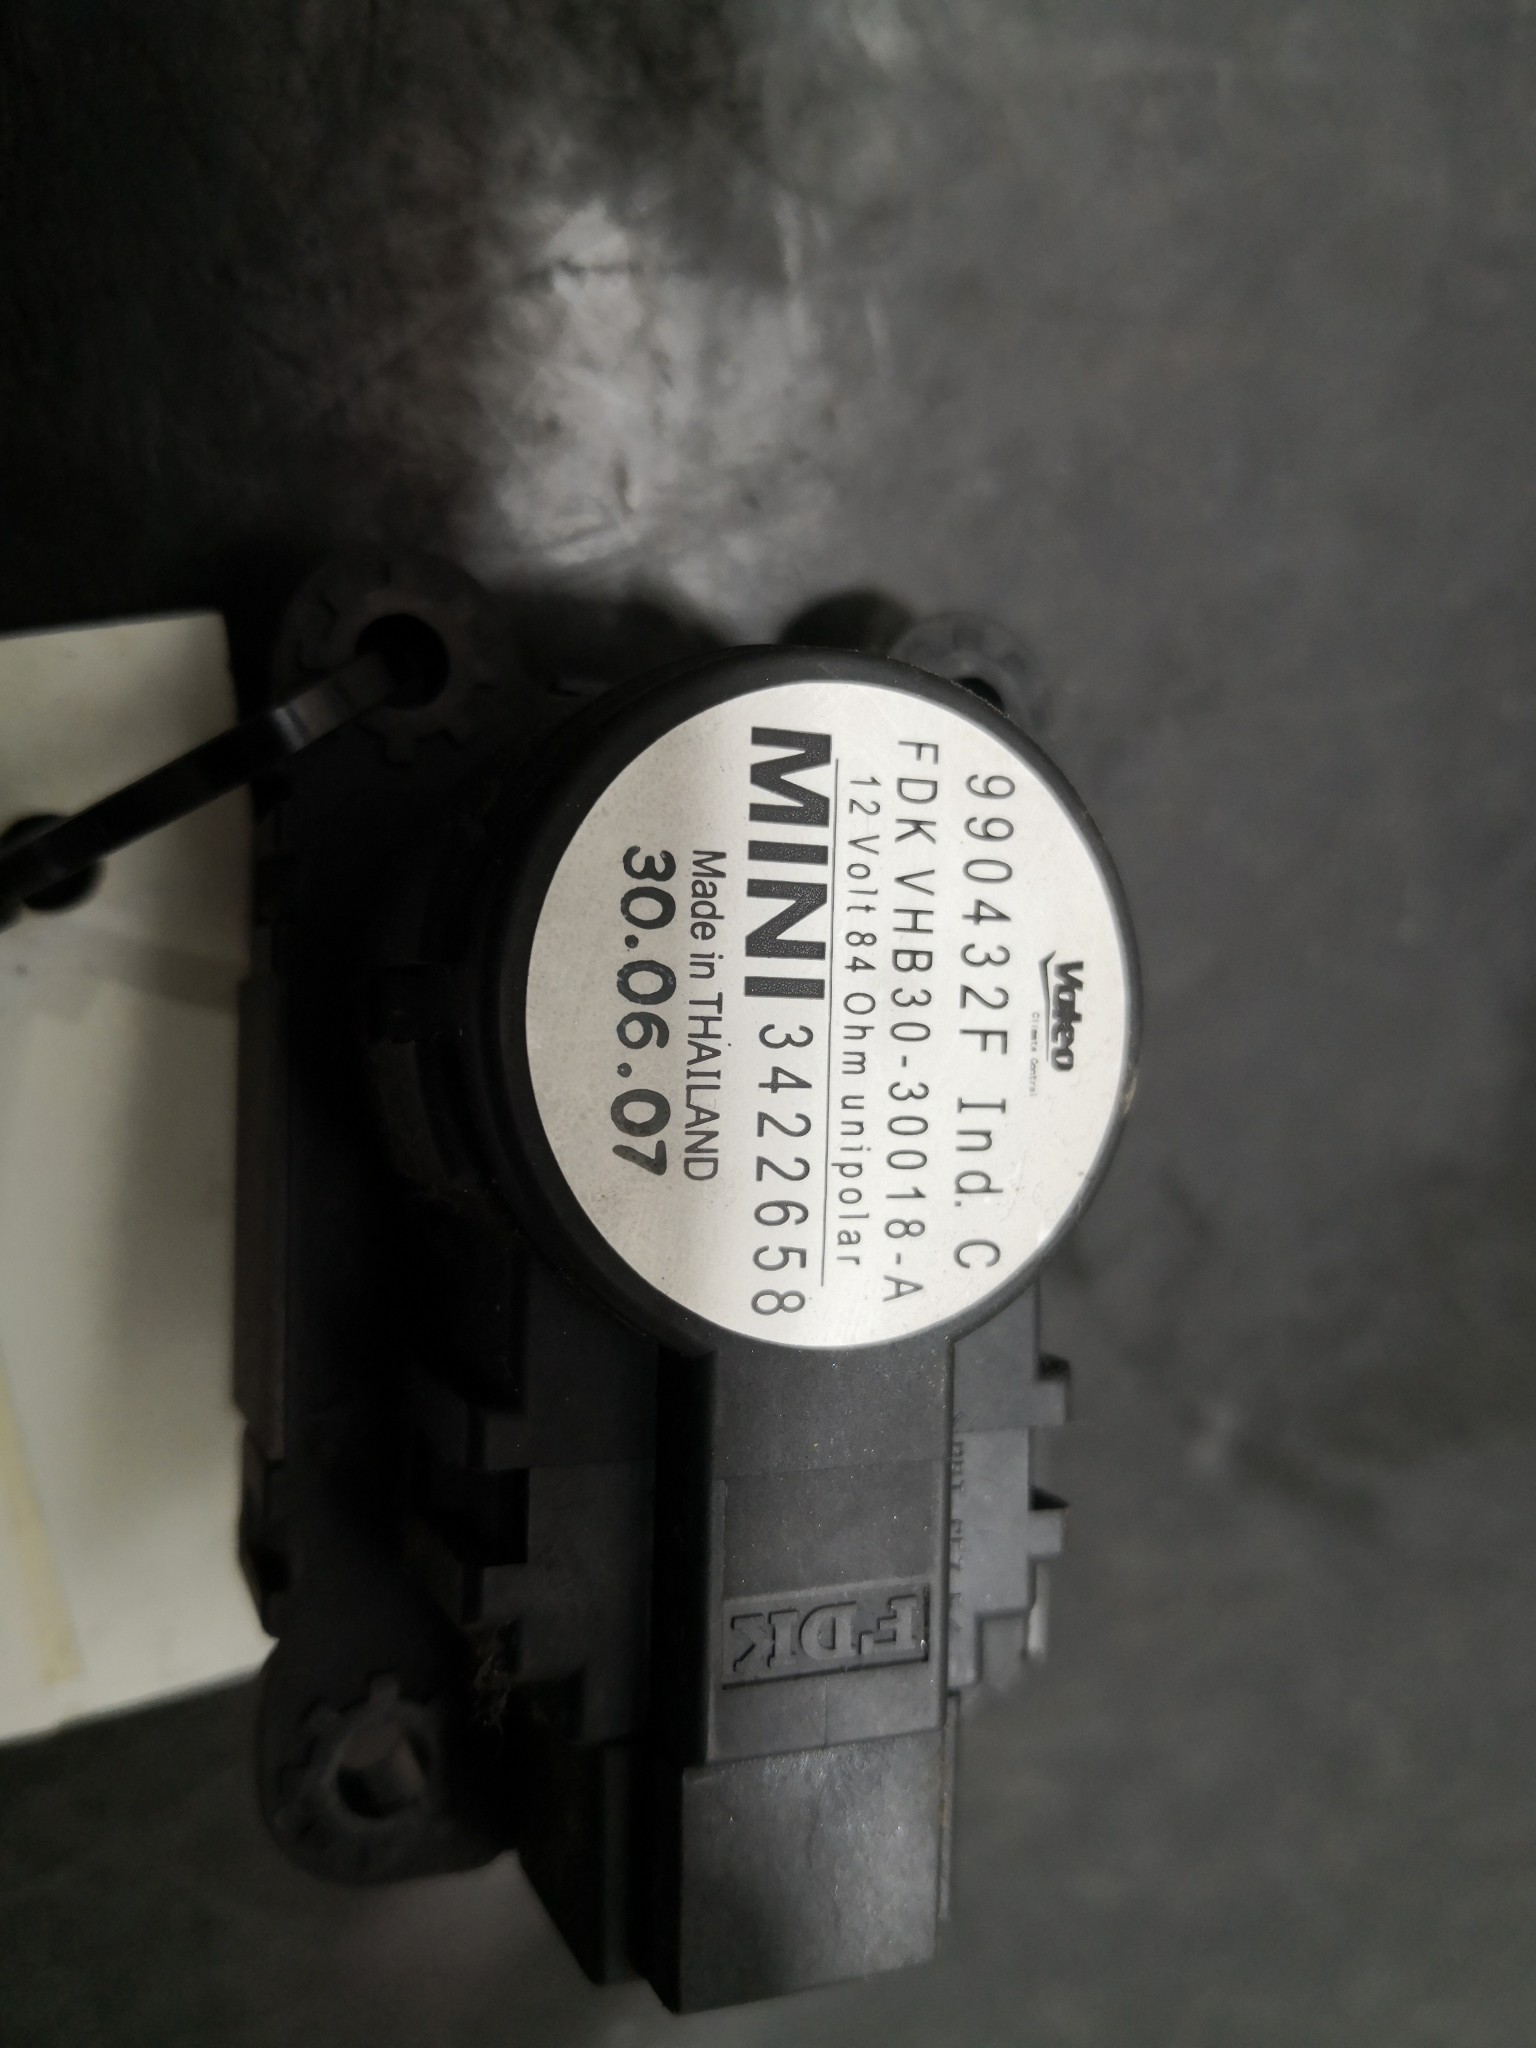 Valeo
Climate Control
990432F Ind. C
FDK VHB30-30018-A
12 Volt 84 Ohm unipolar
MINI 3422658
Made in THAILAND
30.06.07
FDK